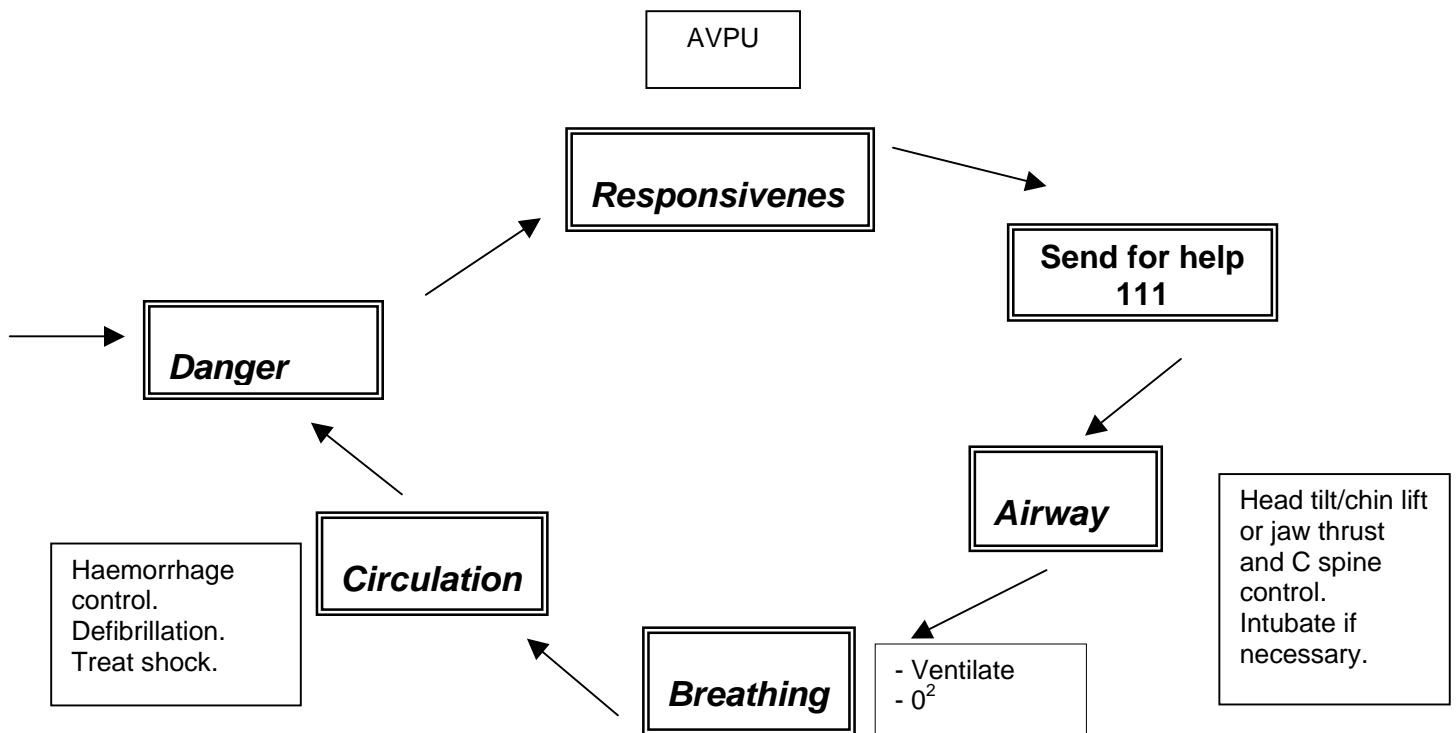 AVPU
Responsivenes
Send for help
111
Danger
Airway
Head tilt/chin lift
or jaw thrust
and C spine
control.
Intubate if
necessary.
Circulation
Haemorrhage
control.
Defibrillation.
Treat shock.
Breathing
- Ventilate
- 0²